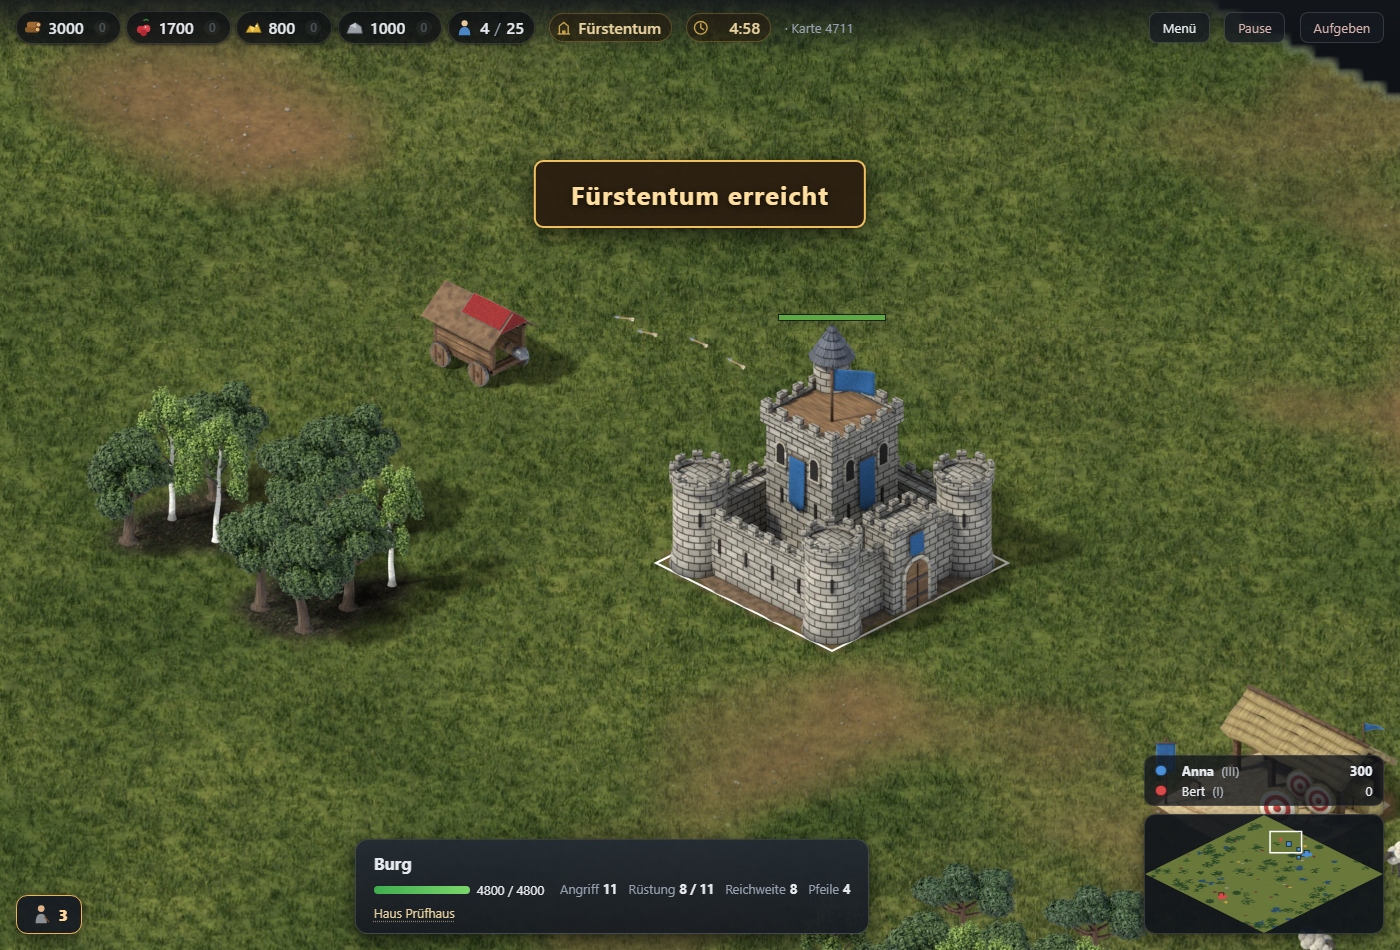 3000 0 1700 0 800 0 1000 0 4 / 25 Fürstentum 4:58 · Karte 4711 Menü Pause Aufgeben
Fürstentum erreicht
Anna (III) 300
Bert (I) 0
Burg
4800 / 4800 Angriff 11 Rüstung 8 / 11 Reichweite 8 Pfeile 4
Haus Prüfhaus
3